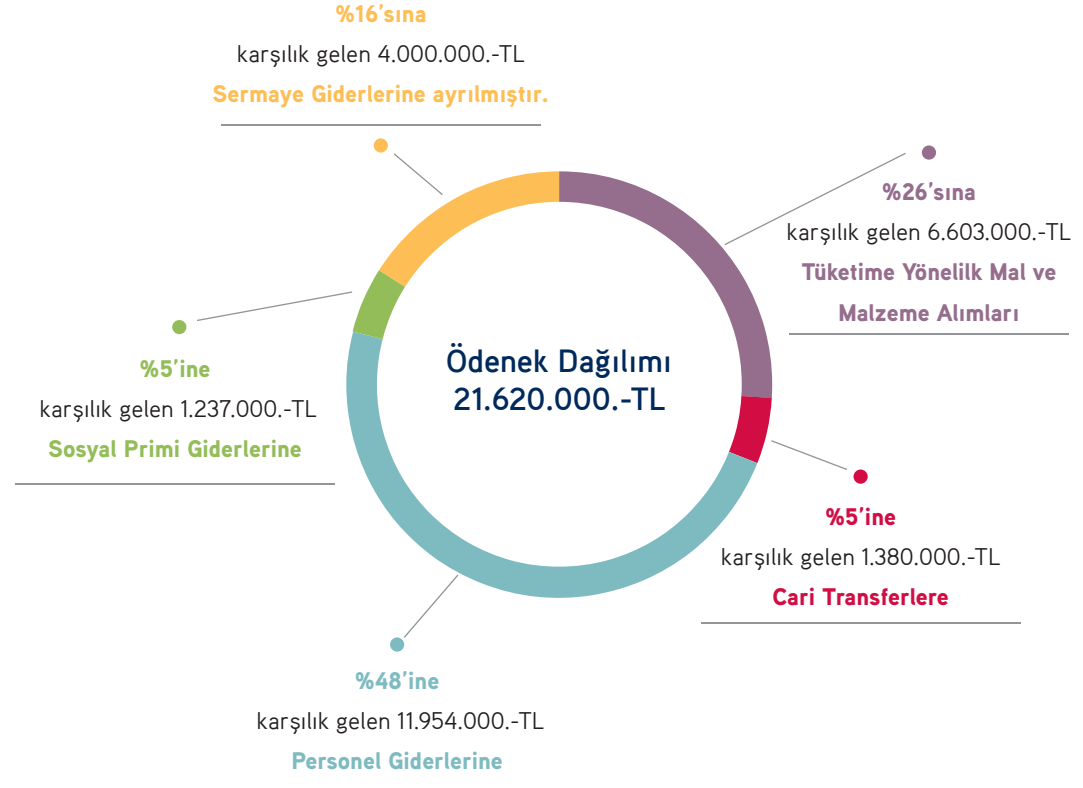 %16’sına
karşılık gelen 4.000.000.-TL
Sermaye Giderlerine ayrılmıştır.
%26’sına
karşılık gelen 6.603.000.-TL
Tüketime Yönelilk Mal ve
Malzeme Alımları
Ödenek Dağılımı
21.620.000.-TL
%5’ine
karşılık gelen 1.237.000.-TL
Sosyal Primi Giderlerine
%5’ine
karşılık gelen 1.380.000.-TL
Cari Transferlere
%48’ine
karşılık gelen 11.954.000.-TL
Personel Giderlerine